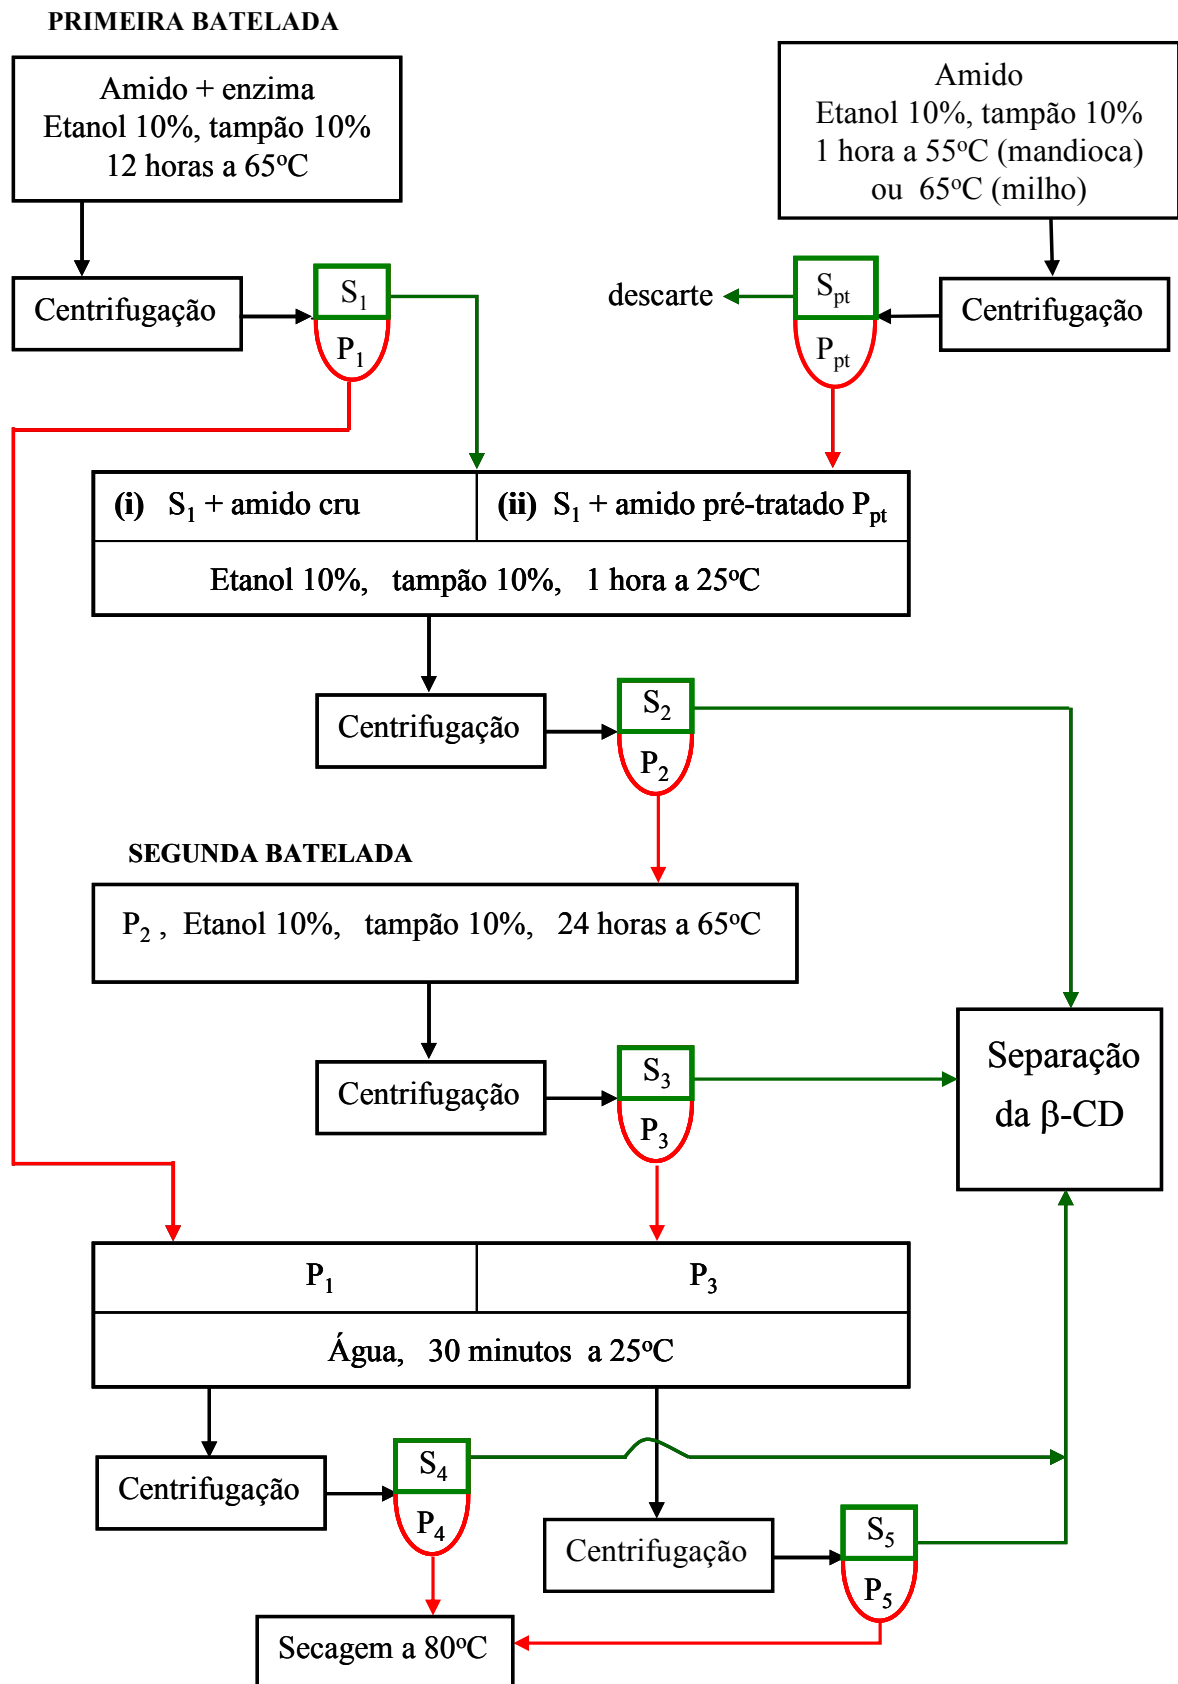 PRIMEIRA BATELADA
Amido + enzima
Etanol 10%, tampão 10%
12 horas a 65ºC
Amido
Etanol 10%, tampão 10%
1 hora a 55ºC (mandioca)
ou 65ºC (milho)
Centrifugação
S1
P1
descarte
Spt
Ppt
Centrifugação
(i) S1 + amido cru
(ii) S1 + amido pré-tratado Ppt
Etanol 10%, tampão 10%, 1 hora a 25ºC
Centrifugação
S2
P2
SEGUNDA BATELADA
P2 , Etanol 10%, tampão 10%, 24 horas a 65ºC
Centrifugação
S3
P3
Separação
da β-CD
P1
P3
Água, 30 minutos a 25ºC
Centrifugação
S4
P4
Centrifugação
S5
P5
Secagem a 80ºC